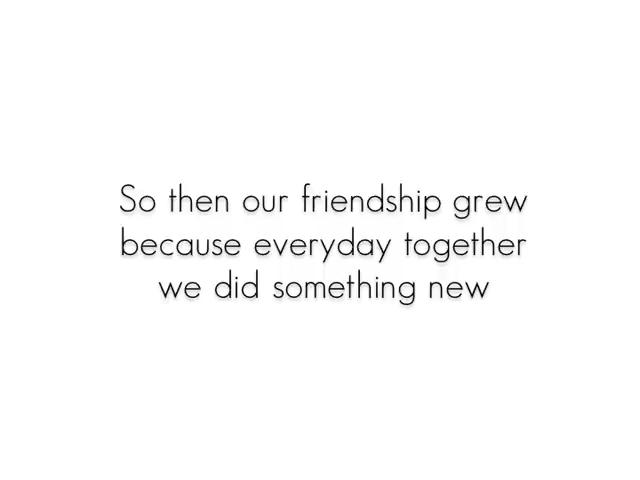 So then our friendship grew
because everyday together
we did something new